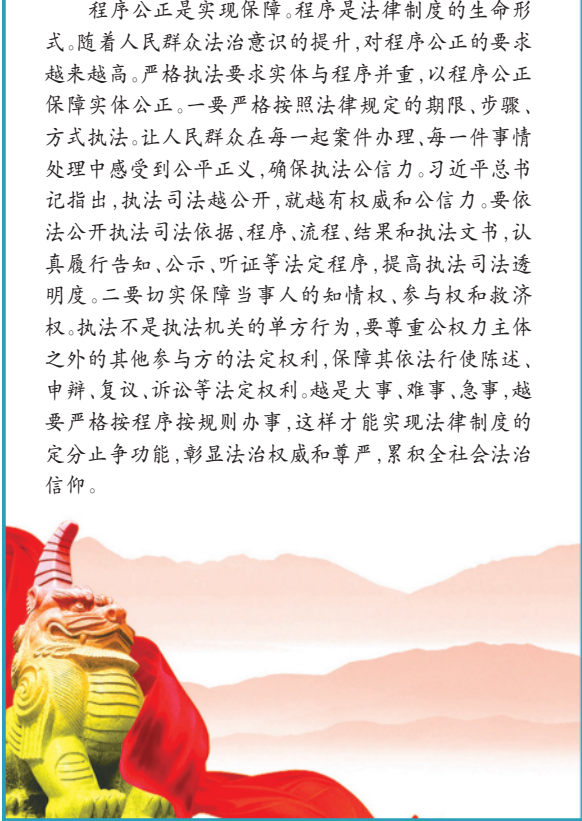 程序公正是实现保障。程序是法律制度的生命形
式。随着人民群众法治意识的提升,对程序公正的要求
越来越高。严格执法要求实体与程序并重,以程序公正
保障实体公正。一要严格按照法律规定的期限、步骤、
方式执法。让人民群众在每一起案件办理、每一件事情
处理中感受到公平正义,确保执法公信力。习近平总书
记指出,执法司法越公开,就越有权威和公信力。要依
法公开执法司法依据、程序、流程、结果和执法文书,认
真履行告知、公示、听证等法定程序,提高执法司法透
明度。二要切实保障当事人的知情权、参与权和救济
权。执法不是执法机关的单方行为,要尊重公权力主体
之外的其他参与方的法定权利,保障其依法行使陈述、
申辩、复议、诉讼等法定权利。越是大事、难事、急事,越
要严格按程序按规则办事,这样才能实现法律制度的
定分止争功能,彰显法治权威和尊严,累积全社会法治
信仰。